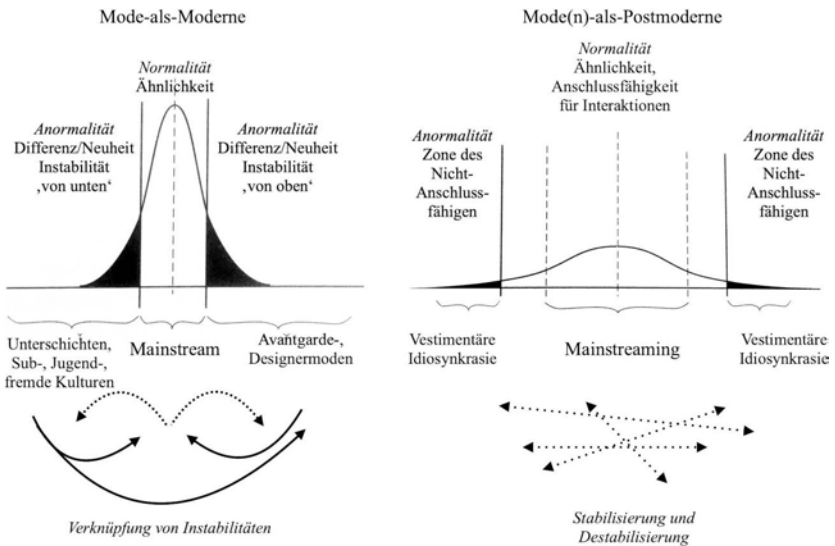 Mode-als-Moderne
Normalität
Ähnlichkeit
Anormalität
Differenz/Neuheit
Instabilität
‚von unten‘
Anormalität
Differenz/Neuheit
Instabilität
‚von oben‘
Unterschichten,
Sub-, Jugend-,
fremde Kulturen
Mainstream
Avantgarde-,
Designermoden
Verknüpfung von Instabilitäten
Mode(n)-als-Postmoderne
Normalität
Ähnlichkeit,
Anschlussfähigkeit
für Interaktionen
Anormalität
Zone des
Nicht-
Anschluss-
fähigen
Anormalität
Zone des
Nicht-
Anschluss-
fähigen
Vestimentäre
Idiosynkrasie
Mainstreaming
Vestimentäre
Idiosynkrasie
Stabilisierung und
Destabilisierung